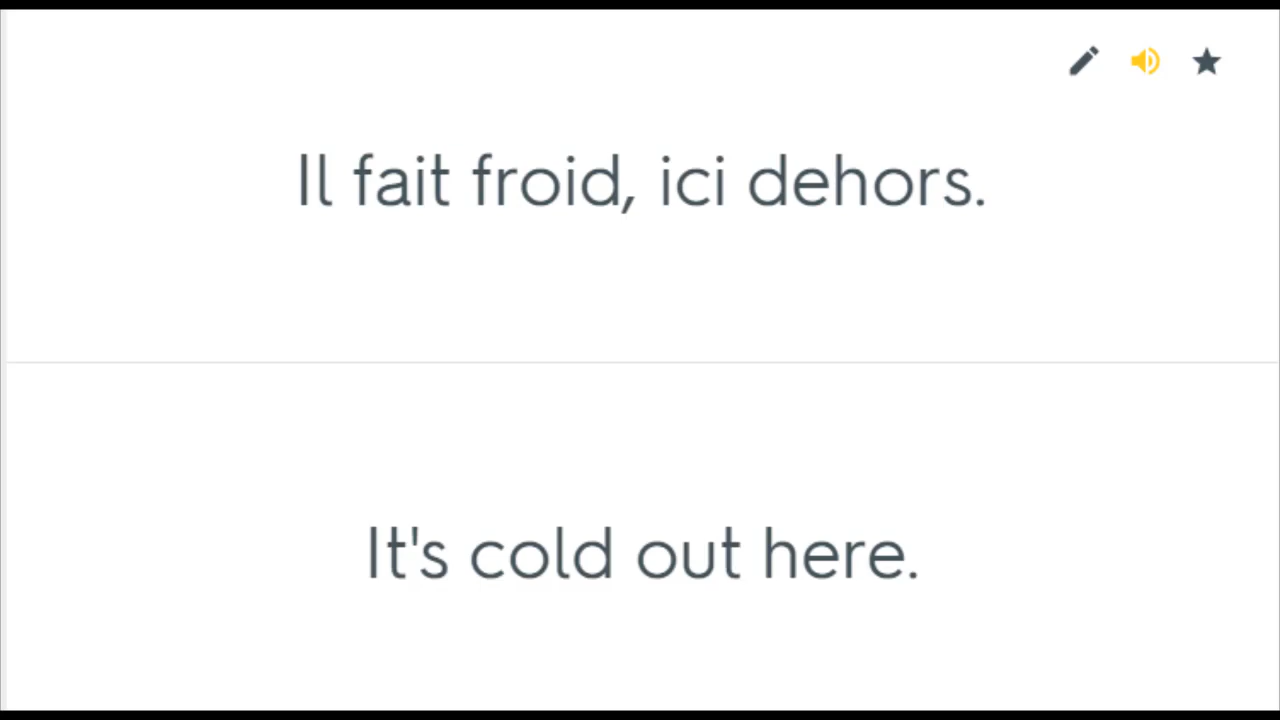 Il fait froid, ici dehors.
It's cold out here.